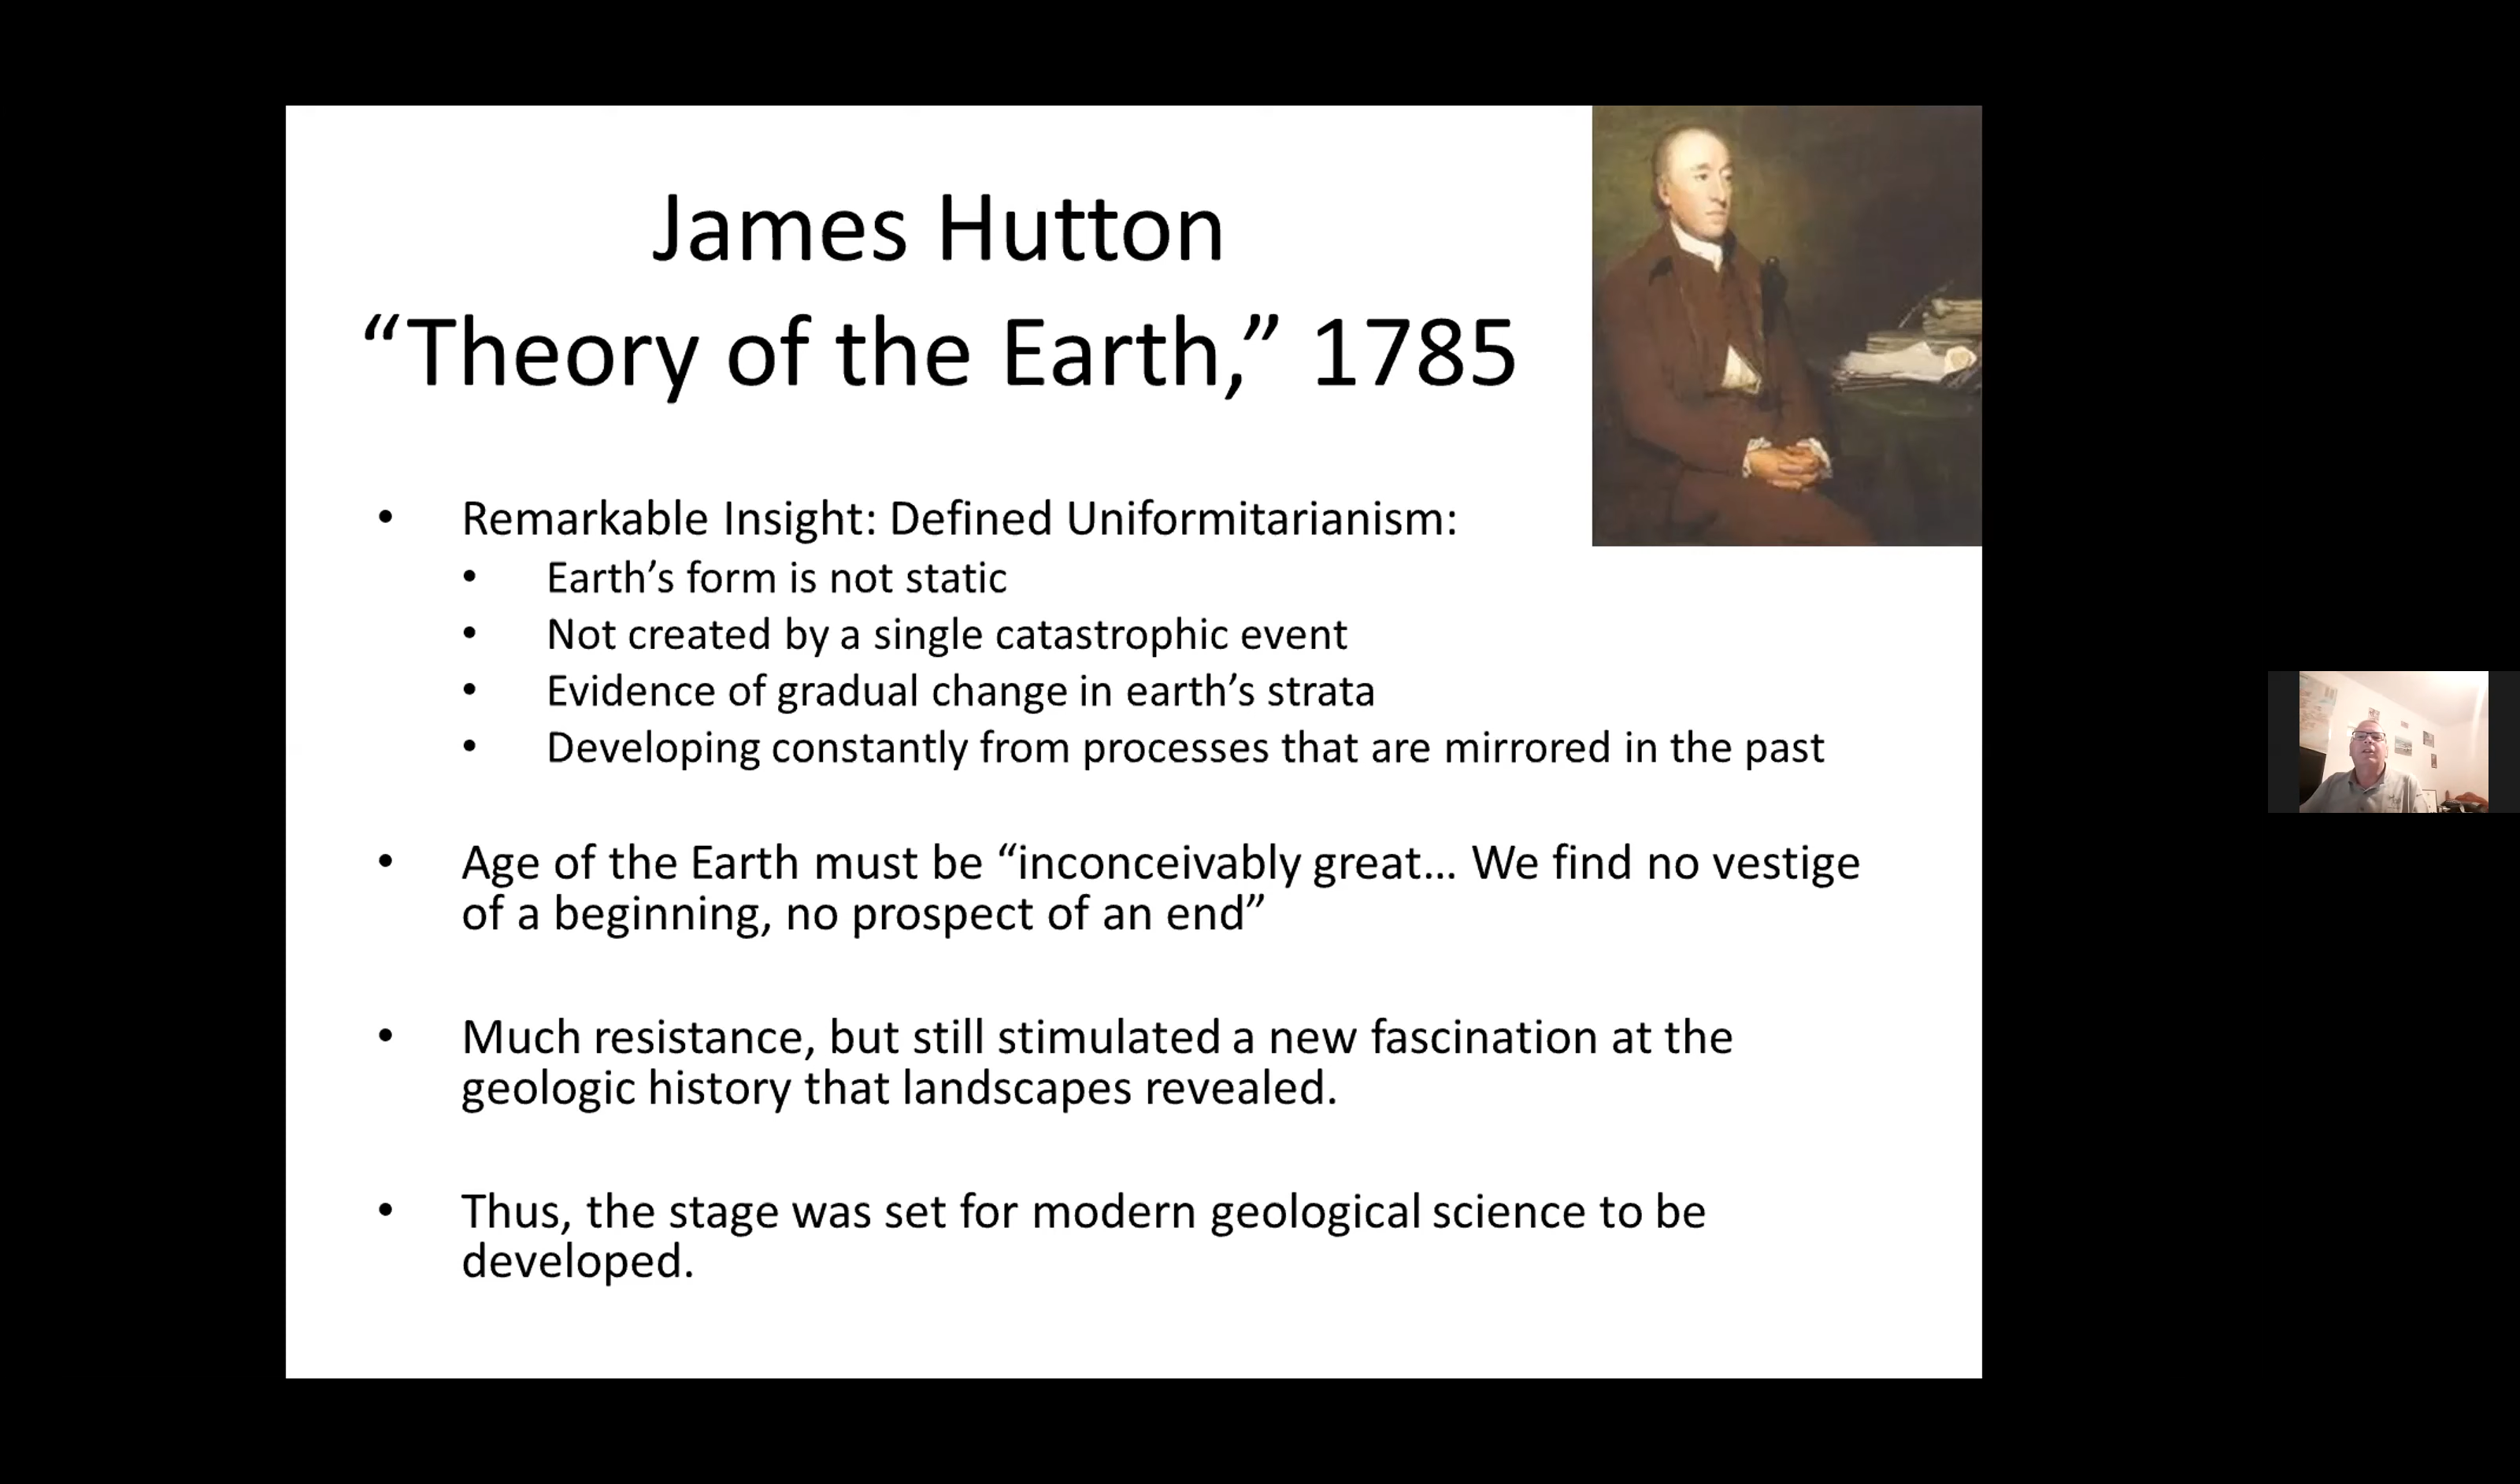 James Hutton
“Theory of the Earth,” 1785
• Remarkable Insight: Defined Uniformitarianism:
• Earth’s form is not static
• Not created by a single catastrophic event
• Evidence of gradual change in earth’s strata
• Developing constantly from processes that are mirrored in the past
• Age of the Earth must be “inconceivably great… We find no vestige
of a beginning, no prospect of an end”
• Much resistance, but still stimulated a new fascination at the
geologic history that landscapes revealed.
• Thus, the stage was set for modern geological science to be
developed.